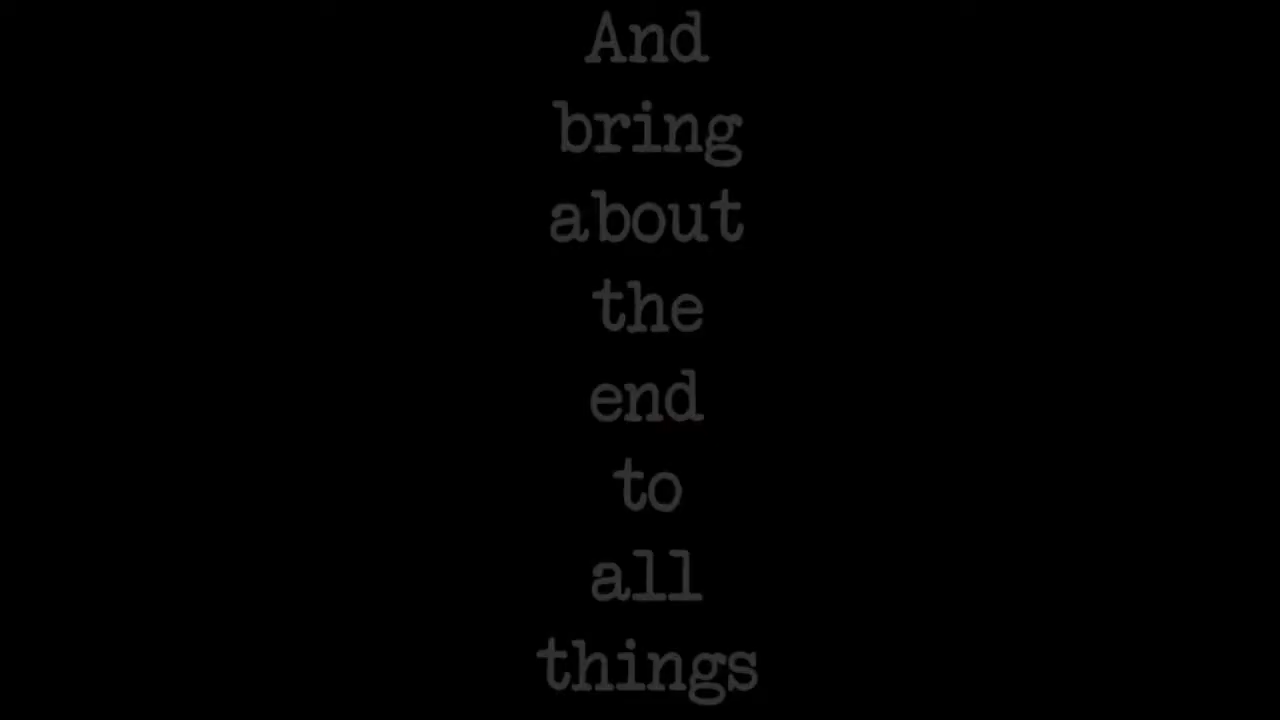 And
bring
about
the
end
to
all
things